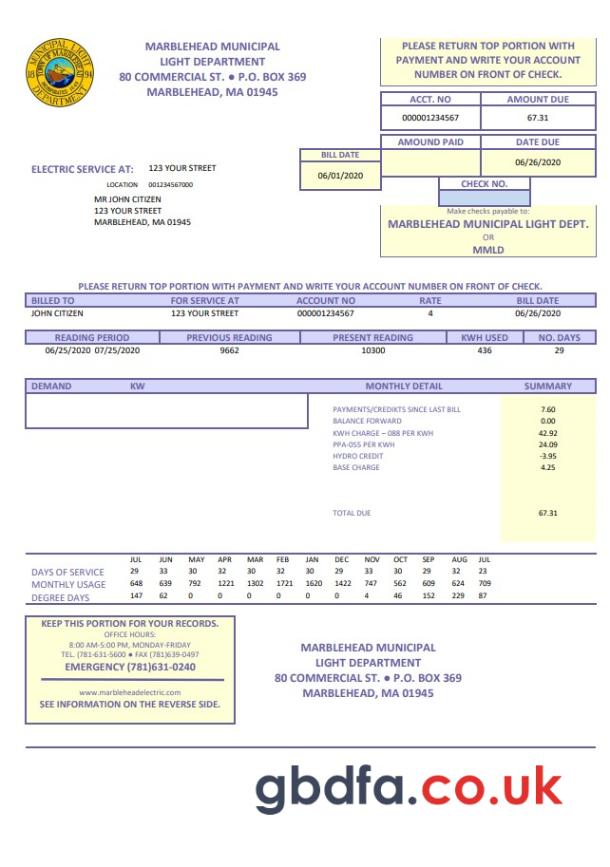 MARBLEHEAD MUNICIPAL
LIGHT DEPARTMENT
80 COMMERCIAL ST. ● P.O. BOX 369
MARBLEHEAD, MA 01945
PLEASE RETURN TOP PORTION WITH
PAYMENT AND WRITE YOUR ACCOUNT
NUMBER ON FRONT OF CHECK.
ACCT. NO AMOUNT DUE
000001234567 67.31
AMOUND PAID DATE DUE
06/26/2020
BILL DATE
06/01/2020
CHECK NO.
Make checks payable to:
MARBLEHEAD MUNICIPAL LIGHT DEPT.
OR
MMLD
ELECTRIC SERVICE AT: 123 YOUR STREET
LOCATION 001234567000
MR JOHN CITIZEN
123 YOUR STREET
MARBLEHEAD, MA 01945
PLEASE RETURN TOP PORTION WITH PAYMENT AND WRITE YOUR ACCOUNT NUMBER ON FRONT OF CHECK.
BILLED TO FOR SERVICE AT ACCOUNT NO RATE BILL DATE
JOHN CITIZEN 123 YOUR STREET 000001234567 4 06/26/2020
READING PERIOD PREVIOUS READING PRESENT READING KWH USED NO. DAYS
06/25/2020 07/25/2020 9662 10300 436 29
DEMAND KW MONTHLY DETAIL SUMMARY
PAYMENTS/CREDIKTS SINCE LAST BILL 7.60
BALANCE FORWARD 0.00
KWH CHARGE – 088 PER KWH 42.92
PPA-055 PER KWH 24.09
HYDRO CREDIT -3.95
BASE CHARGE 4.25
TOTAL DUE 67.31
JUL JUN MAY APR MAR FEB JAN DEC NOV OCT SEP AUG JUL
DAYS OF SERVICE 29 33 30 32 30 32 30 29 33 30 29 32 23
MONTHLY USAGE 648 639 792 1221 1302 1721 1620 1422 747 562 609 624 709
DEGREE DAYS 147 62 0 0 0 0 0 0 4 46 152 229 87
KEEP THIS PORTION FOR YOUR RECORDS.
OFFICE HOURS:
8:00 AM-5:00 PM, MONDAY-FRIDAY
TEL. (781-631-5600 ● FAX (781)639-0497
EMERGENCY (781)631-0240
www.marbleheadelectric.com
SEE INFORMATION ON THE REVERSE SIDE.
MARBLEHEAD MUNICIPAL
LIGHT DEPARTMENT
80 COMMERCIAL ST. ● P.O. BOX 369
MARBLEHEAD, MA 01945
gbdfa.co.uk